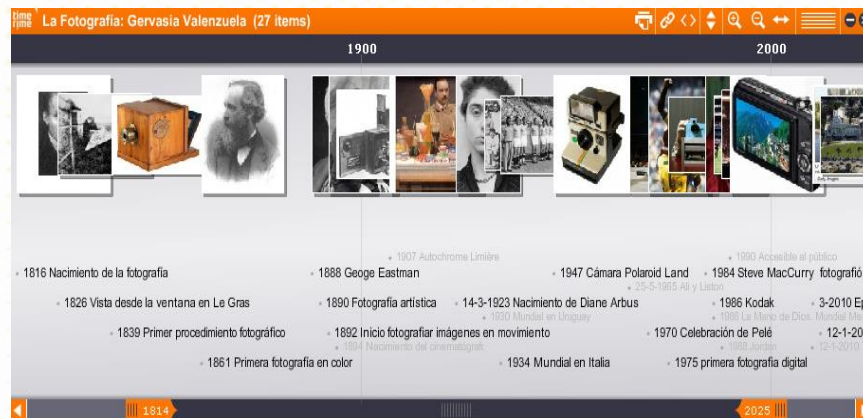 time rime La Fotografía: Gervasia Valenzuela (27 items)
1900 2000
1907 Autochrome Limière
1990 Accesible al público
1816 Nacimiento de la fotografía
1888 Geoge Eastman
1947 Cámara Polaroid Land
1984 Steve MacCurry fotografió
25-5-1965 Ali y Liston
1826 Vista desde la ventana en Le Gras
1890 Fotografía artística
14-3-1923 Nacimiento de Diane Arbus
1986 Kodak
3-2010 Ep
1930 Mundial en Uruguay
1986 La Mano de Dios. Mundial Me
1839 Primer procedimiento fotográfico
1892 Inicio fotografiar imágenes en movimiento
1970 Celebración de Pelé
12-1-20
1894 Nacimiento del cinematógraft
1988 Jordan
12-1-2010
1861 Primera fotografía en color
1934 Mundial en Italia
1975 primera fotografia digital
1814
2025